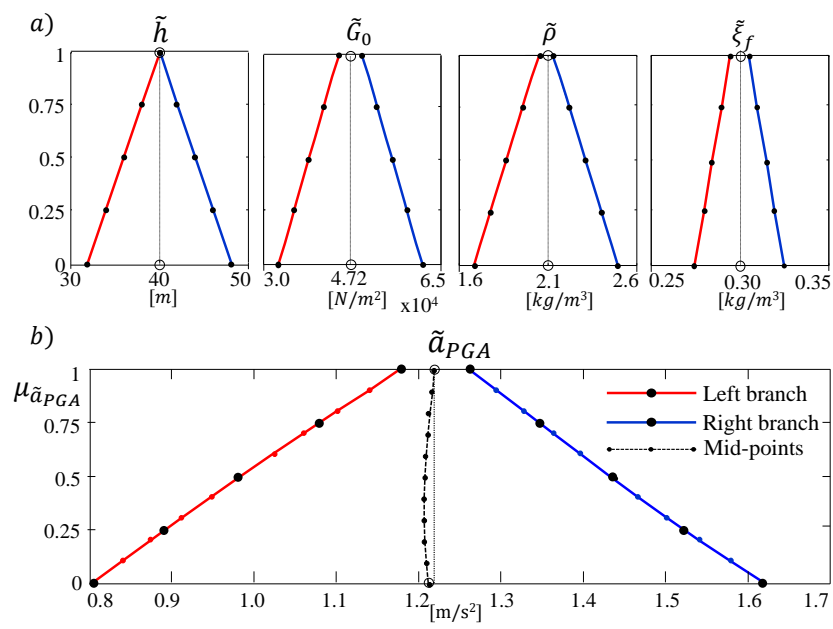 a)
h̃
G̃₀
ρ̃
ξ̃_f
1
0.75
0.5
0.25
0
30 40 50
[m]
3.0 4.72 6.5
[N/m²] x10⁴
1.6 2.1 2.6
[kg/m³]
0.25 0.30 0.35
[kg/m³]
b)
ã_PGA
μ_ã_PGA
1
0.75
0.5
0.25
0
Left branch
Right branch
Mid-points
0.8 0.9 1.0 1.1 1.2 1.3 1.4 1.5 1.6 1.7
[m/s²]